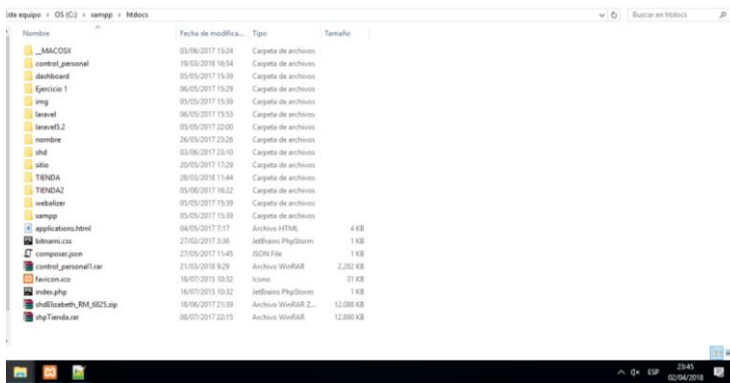 Este equipo > OS (C:) > xampp > htdocs
Buscar en htdocs
Nombre Fecha de modifica... Tipo Tamaño
__MACOSX 03/06/2017 15:24 Carpeta de archivos
control_personal 19/03/2018 16:54 Carpeta de archivos
dashboard 05/05/2017 15:39 Carpeta de archivos
Ejercicio 1 06/05/2017 15:29 Carpeta de archivos
img 05/05/2017 15:39 Carpeta de archivos
laravel 06/05/2017 15:53 Carpeta de archivos
laravel5.2 05/05/2017 22:00 Carpeta de archivos
nombre 26/05/2017 23:26 Carpeta de archivos
shd 03/06/2017 23:10 Carpeta de archivos
sitio 20/05/2017 17:29 Carpeta de archivos
TIENDA 28/03/2018 11:44 Carpeta de archivos
TIENDA2 05/08/2017 16:22 Carpeta de archivos
webalizer 05/05/2017 15:39 Carpeta de archivos
xampp 05/05/2017 15:39 Carpeta de archivos
applications.html 04/05/2017 7:17 Archivo HTML 4 KB
bitnami.css 27/02/2017 3:36 JetBrains PhpStorm 1 KB
composer.json 27/05/2017 11:45 JSON File 1 KB
control_personal1.rar 21/03/2018 9:29 Archivo WinRAR 2.282 KB
favicon.ico 16/07/2015 10:32 Icono 31 KB
index.php 16/07/2015 10:32 JetBrains PhpStorm 1 KB
shdElizabeth_RM_6825.zip 18/06/2017 21:39 Archivo WinRAR Z... 12.088 KB
shpTienda.rar 08/07/2017 22:15 Archivo WinRAR 12.890 KB
ESP
23:45
02/04/2018